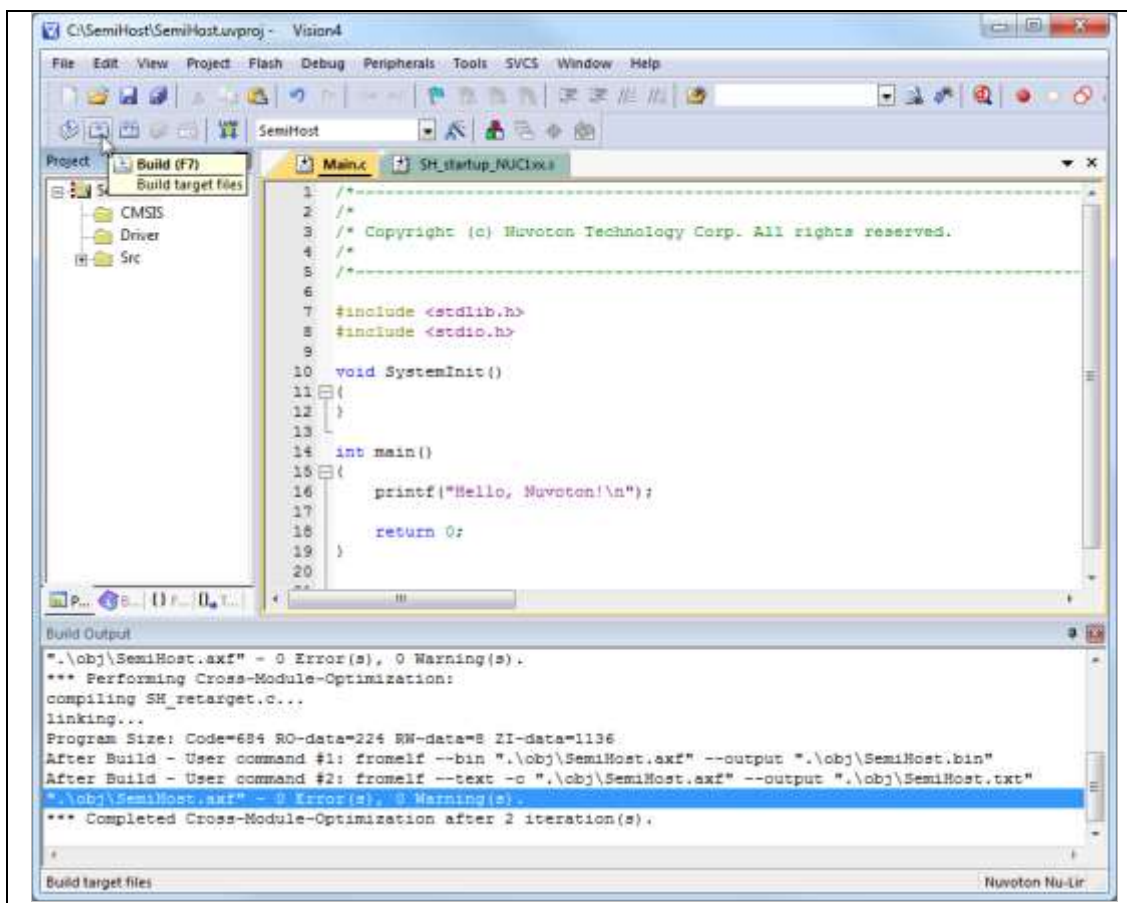 C:\SemiHost\SemiHost.uvproj - Vision4
File Edit View Project Flash Debug Peripherals Tools SVCS Window Help
SemiHost
Project
Build (F7)
Build target files
Main.c SH_startup_NUC1xx.s
CMSIS
Driver
Src
1 /*---------------------------------------------------------------------------
2 /*
3 /* Copyright (c) Nuvoton Technology Corp. All rights reserved.
4 /*
5 /*---------------------------------------------------------------------------
6
7 #include <stdlib.h>
8 #include <stdio.h>
9
10 void SystemInit()
11 {
12 }
13
14 int main()
15 {
16 printf("Hello, Nuvoton!\n");
17
18 return 0;
19 }
20
P... B... {} F... 0 T...
Build Output
".\obj\SemiHost.axf" - 0 Error(s), 0 Warning(s).
*** Performing Cross-Module-Optimization:
compiling SH_retarget.c...
linking...
Program Size: Code=684 RO-data=224 RW-data=8 ZI-data=1136
After Build - User command #1: fromelf --bin ".\obj\SemiHost.axf" --output ".\obj\SemiHost.bin"
After Build - User command #2: fromelf --text -c ".\obj\SemiHost.axf" --output ".\obj\SemiHost.txt"
".\obj\SemiHost.axf" - 0 Error(s), 0 Warning(s).
*** Completed Cross-Module-Optimization after 2 iteration(s).
Build target files Nuvoton Nu-Lin